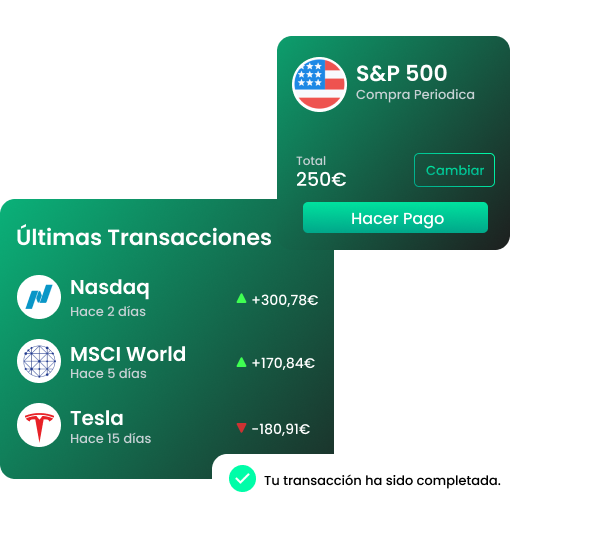 S&P 500
Compra Periodica
Total
250€
Cambiar
Hacer Pago
Últimas Transacciones
Nasdaq
Hace 2 días
+300,78€
MSCI World
Hace 5 días
+170,84€
Tesla
Hace 15 días
-180,91€
Tu transacción ha sido completada.